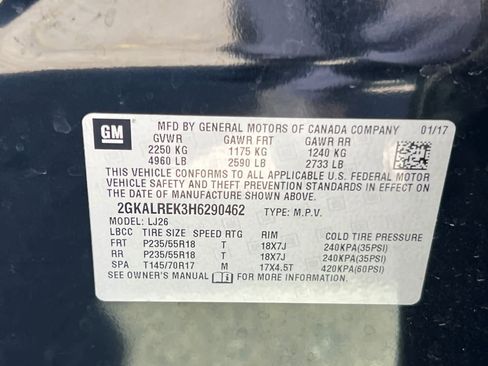 GM
MFD BY GENERAL MOTORS OF CANADA COMPANY 01/17
GVWR GAWR FRT GAWR RR
2250 KG 1175 KG 1240 KG
4960 LB 2590 LB 2733 LB
THIS VEHICLE CONFORMS TO ALL APPLICABLE U.S. FEDERAL MOTOR
VEHICLE SAFETY AND THEFT PREVENTION STANDARDS IN EFFECT ON
THE DATE OF MANUFACTURE SHOWN ABOVE.
2GKALREK3H6290462 TYPE: M.P.V.
MODEL: LJ26
LBCC TIRE SIZE SPEED RTG RIM COLD TIRE PRESSURE
FRT P235/55R18 T 18X7J 240KPA(35PSI)
RR P235/55R18 T 18X7J 240KPA(35PSI)
SPA T145/70R17 M 17X4.5T 420KPA(60PSI)
SEE OWNER'S MANUAL FOR ADDITIONAL INFORMATION.